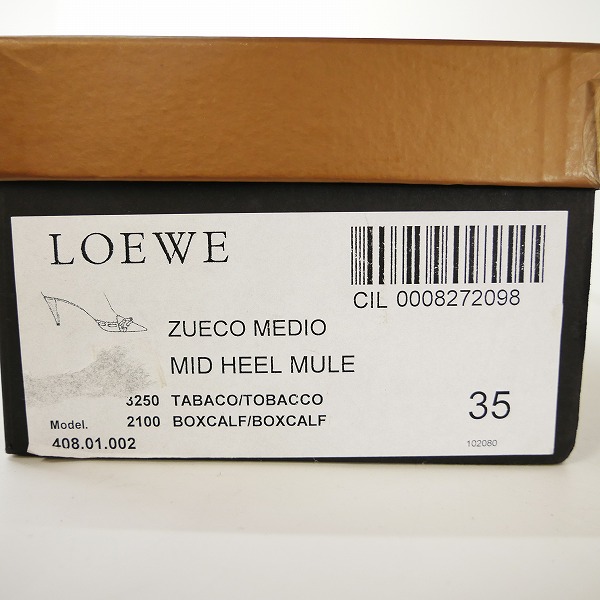 LOEWE
CIL 0008272098
ZUECO MEDIO
MID HEEL MULE
3250 TABACO/TOBACCO
Model. 2100 BOXCALF/BOXCALF
408.01.002
35
102080